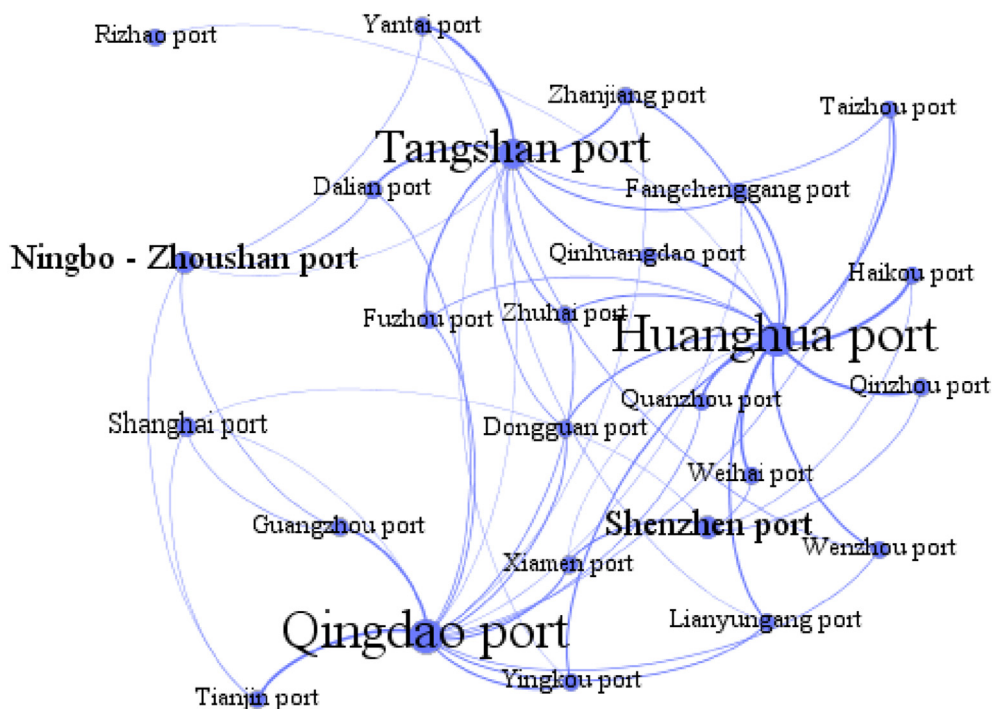 Yantai port
Rizhao port
Zhanjiang port
Taizhou port
Tangshan port
Dalian port
Fangchenggang port
Ningbo - Zhoushan port
Qinhuangdao port
Haikou port
Fuzhou port
Zhuhai port
Huanghua port
Qinzhou port
Quanzhou port
Shanghai port
Dongguan port
Weihai port
Guangzhou port
Shenzhen port
Wenzhou port
Xiamen port
Lianyungang port
Qingdao port
Yingkou port
Tianjin port